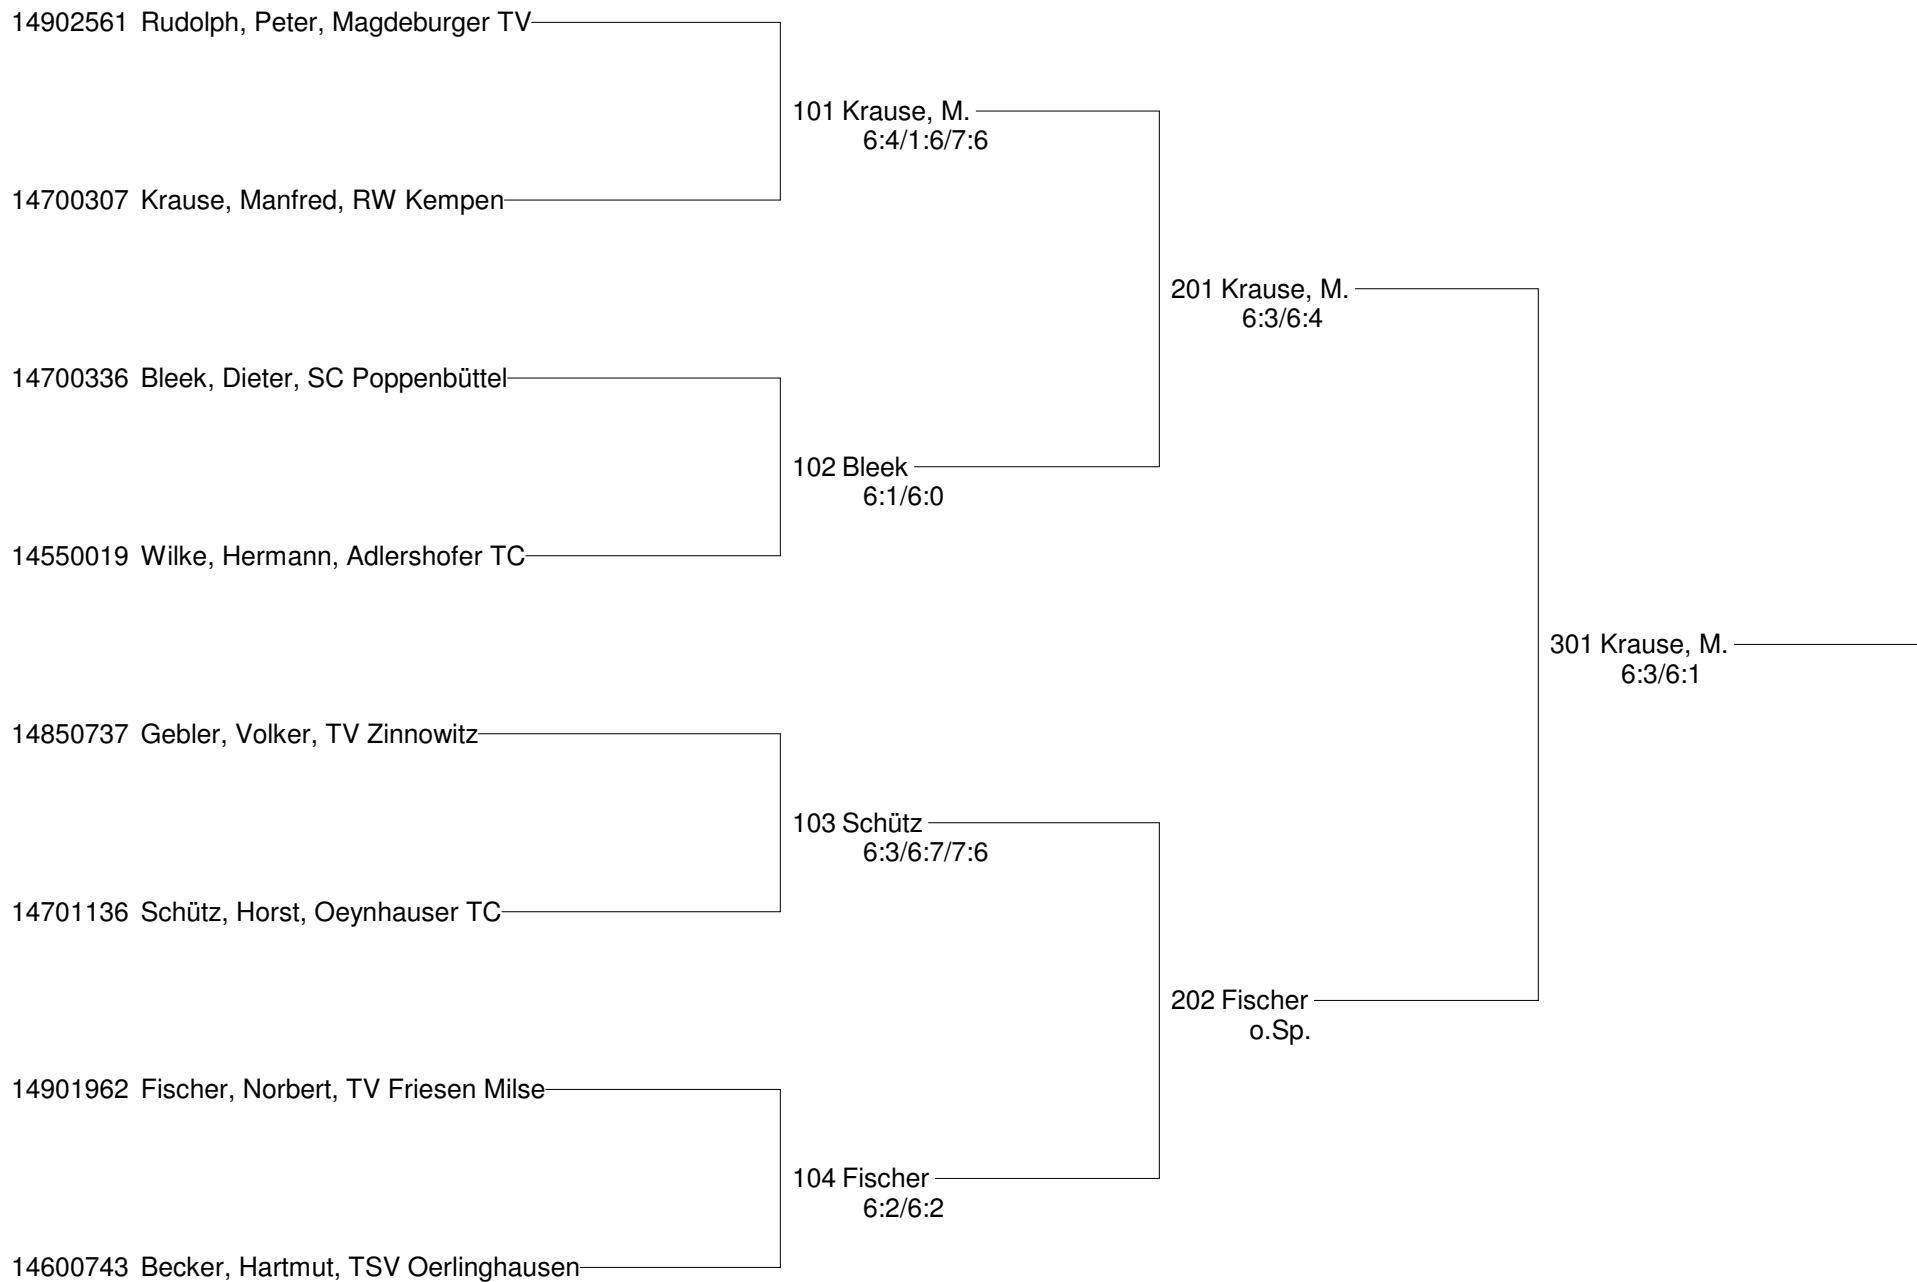 14902561 Rudolph, Peter, Magdeburger TV
101 Krause, M.
6:4/1:6/7:6
14700307 Krause, Manfred, RW Kempen
201 Krause, M.
6:3/6:4
14700336 Bleek, Dieter, SC Poppenbüttel
102 Bleek
6:1/6:0
14550019 Wilke, Hermann, Adlershofer TC
301 Krause, M.
6:3/6:1
14850737 Gebler, Volker, TV Zinnowitz
103 Schütz
6:3/6:7/7:6
14701136 Schütz, Horst, Oeynhauser TC
202 Fischer
o.Sp.
14901962 Fischer, Norbert, TV Friesen Milse
104 Fischer
6:2/6:2
14600743 Becker, Hartmut, TSV Oerlinghausen